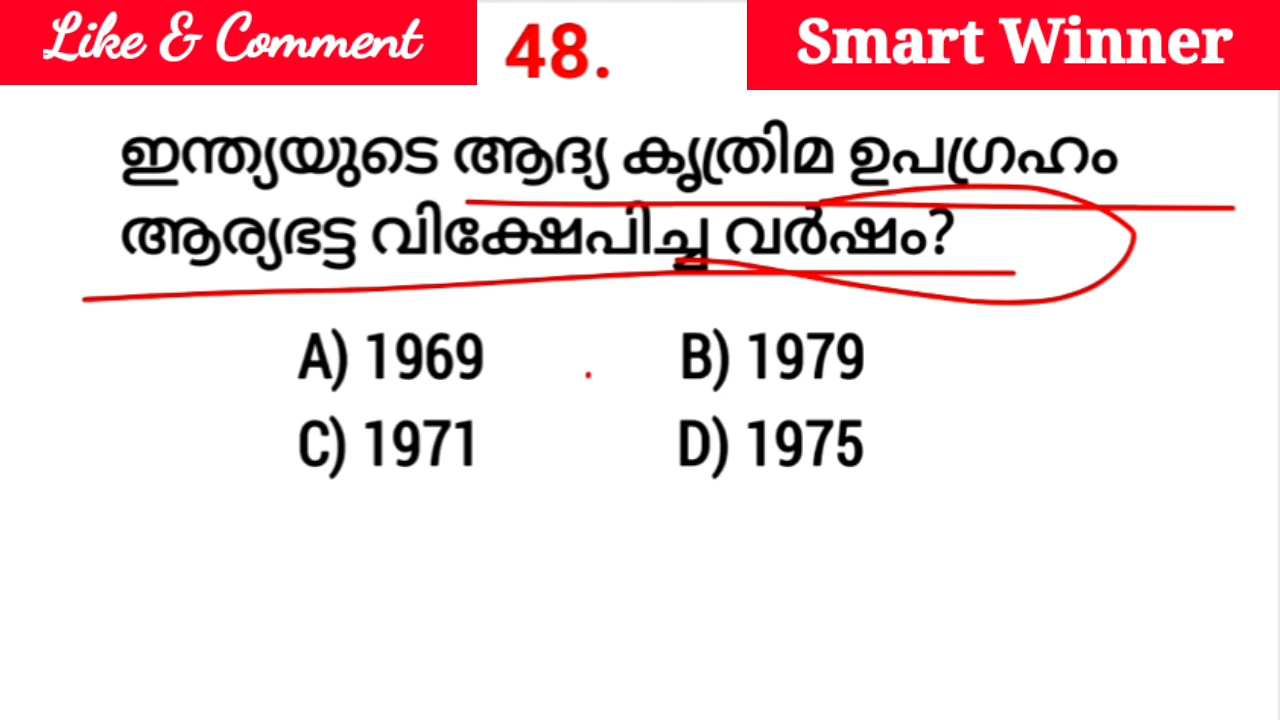 Like & Comment
48.
Smart Winner
ഇന്ത്യയുടെ ആദ്യ കൃത്രിമ ഉപഗ്രഹം
ആര്യഭട്ട വിക്ഷേപിച്ച വർഷം?
A) 1969 B) 1979
C) 1971 D) 1975